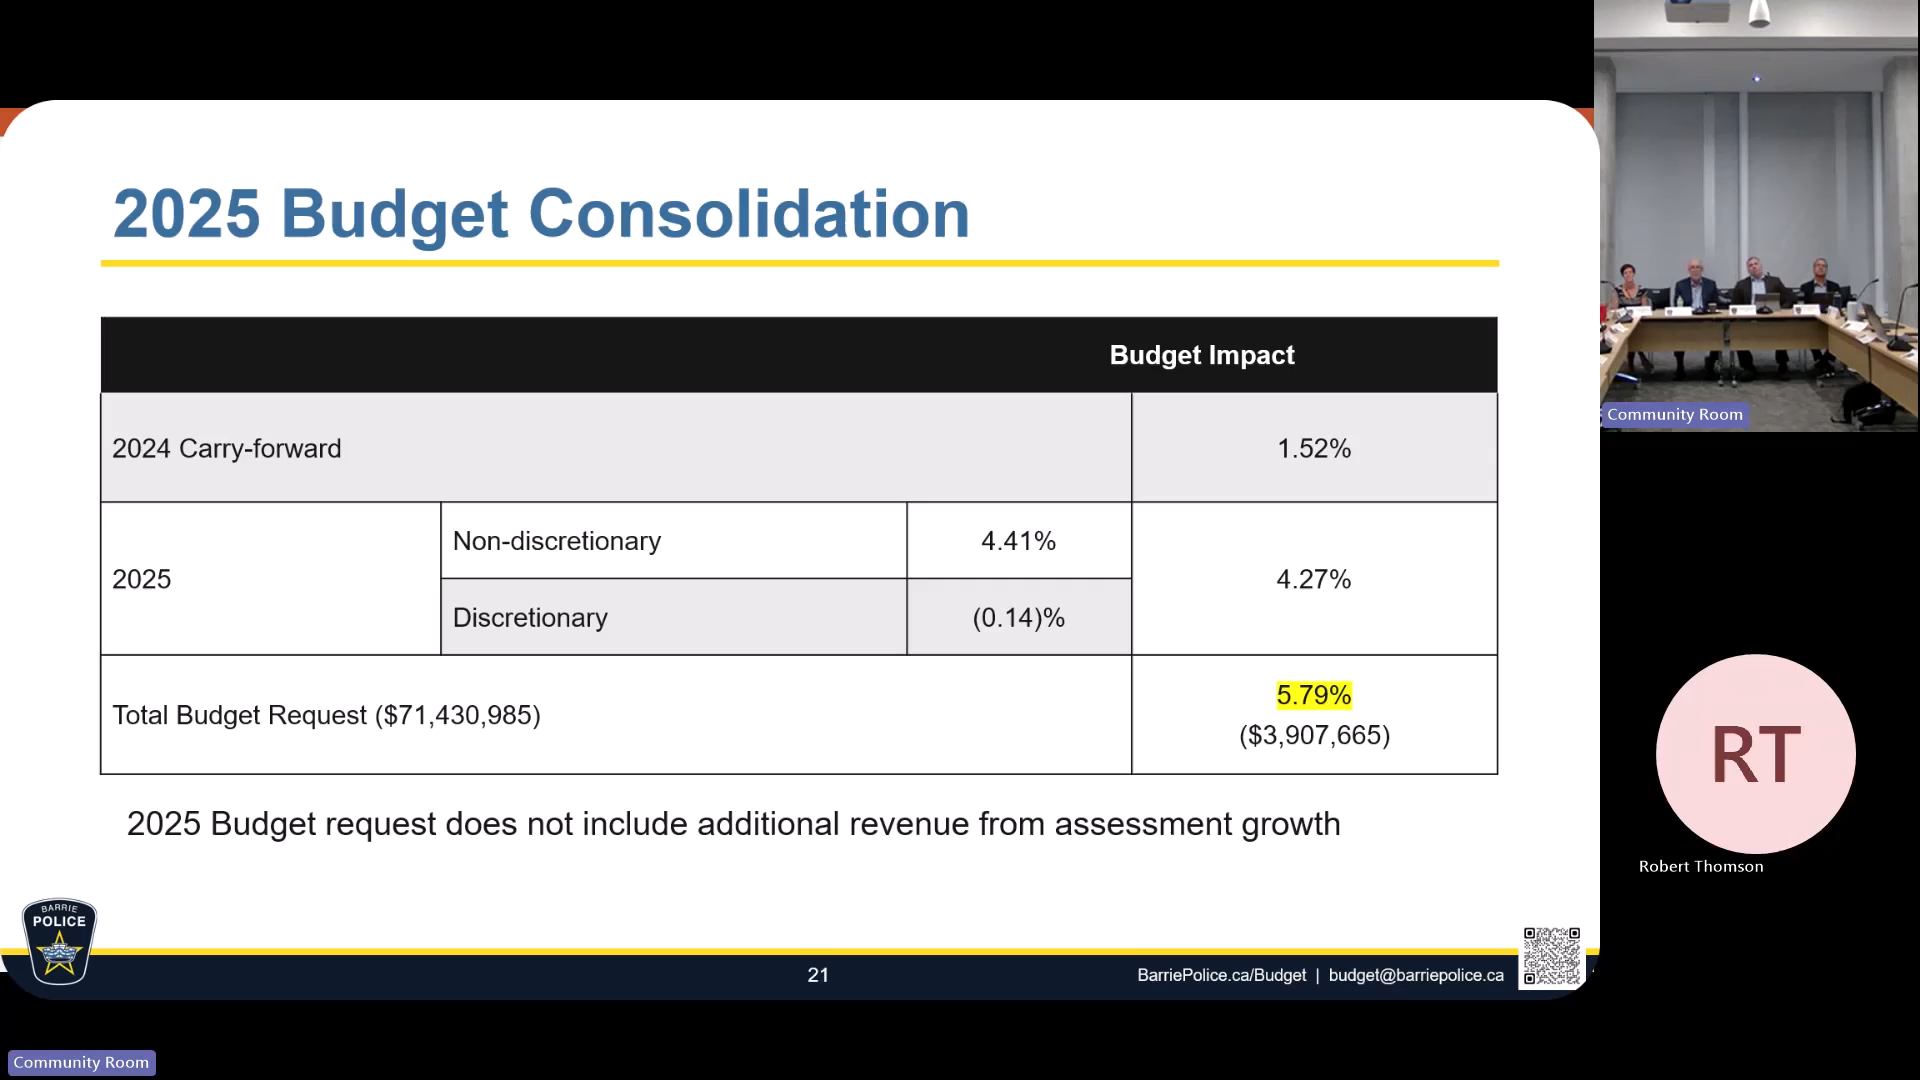 2025 Budget Consolidation
Budget Impact
2024 Carry-forward
1.52%
2025
Non-discretionary
4.41%
4.27%
Discretionary
(0.14)%
Total Budget Request ($71,430,985)
5.79%
($3,907,665)
2025 Budget request does not include additional revenue from assessment growth
BARRIE
POLICE
21
BarriePolice.ca/Budget | budget@barriepolice.ca
Community Room
RT
Robert Thomson
Community Room